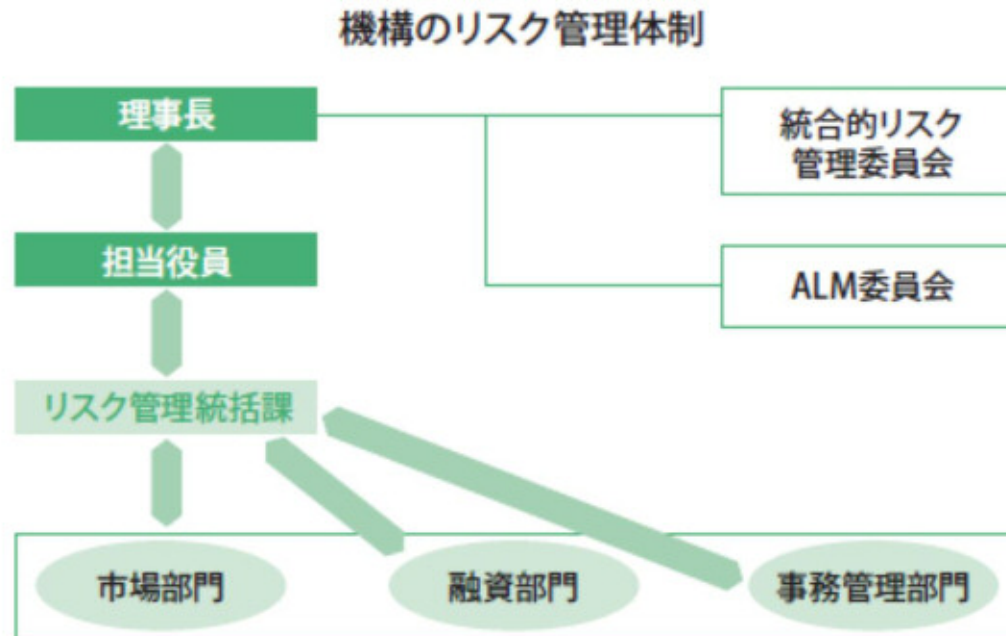 機構のリスク管理体制
理事長
統合的リスク
管理委員会
担当役員
ALM委員会
リスク管理統括課
市場部門
融資部門
事務管理部門